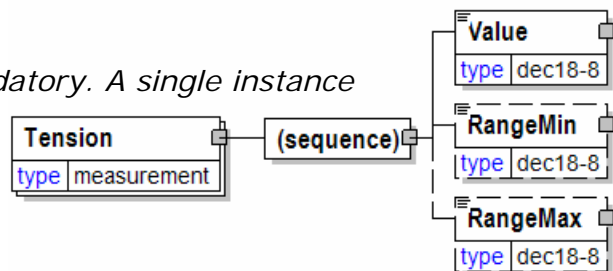 datory. A single instance
Tension
type measurement
(sequence)
Value
type dec18-8
RangeMin
type dec18-8
RangeMax
type dec18-8